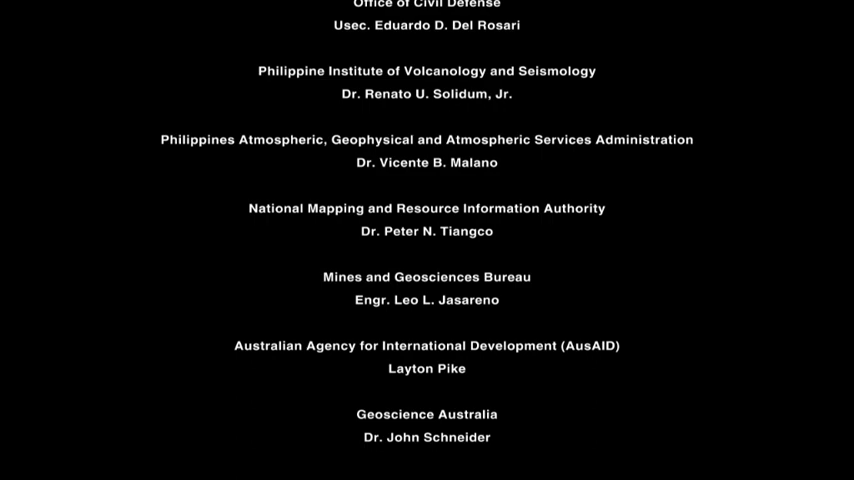 Office of Civil Defense
Usec. Eduardo D. Del Rosari
Philippine Institute of Volcanology and Seismology
Dr. Renato U. Solidum, Jr.
Philippines Atmospheric, Geophysical and Atmospheric Services Administration
Dr. Vicente B. Malano
National Mapping and Resource Information Authority
Dr. Peter N. Tiangco
Mines and Geosciences Bureau
Engr. Leo L. Jasareno
Australian Agency for International Development (AusAID)
Layton Pike
Geoscience Australia
Dr. John Schneider